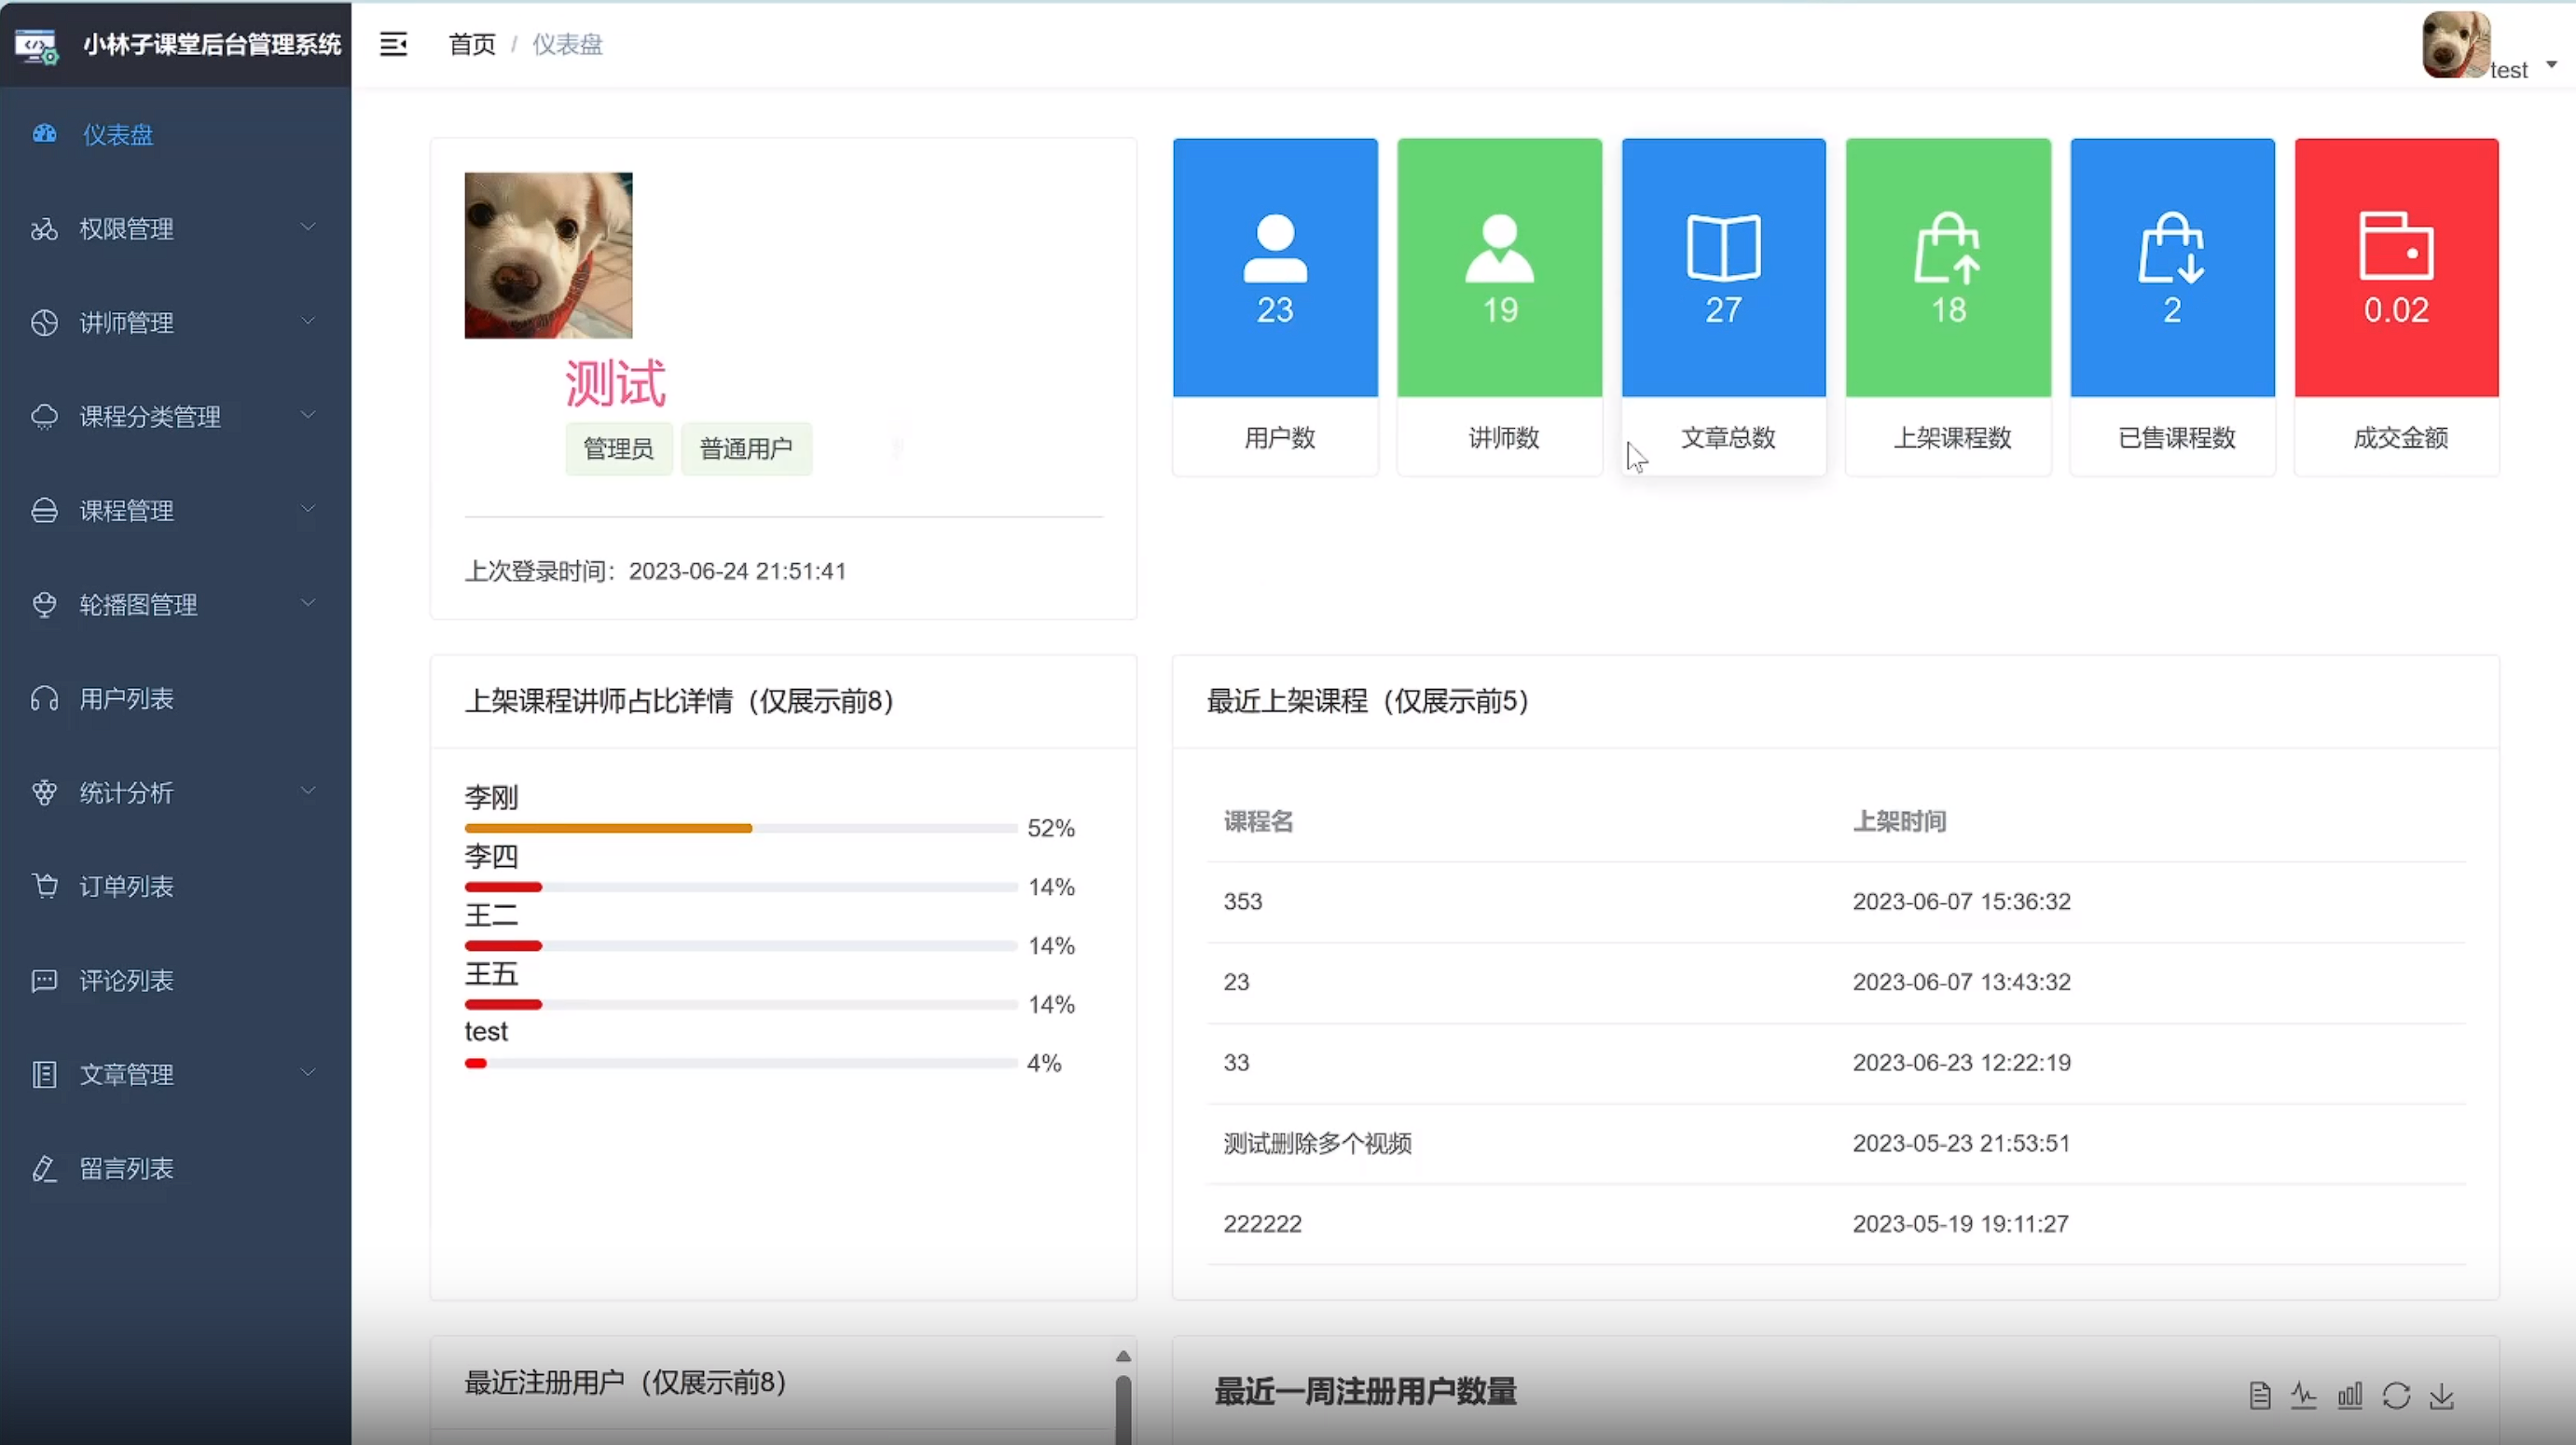 小林子课堂后台管理系统
首页 / 仪表盘
test
仪表盘
权限管理
讲师管理
课程分类管理
课程管理
轮播图管理
用户列表
统计分析
订单列表
评论列表
文章管理
留言列表
测试
管理员 普通用户
上次登录时间：2023-06-24 21:51:41
23
用户数
19
讲师数
27
文章总数
18
上架课程数
2
已售课程数
0.02
成交金额
上架课程讲师占比详情（仅展示前8）
李刚
52%
李四
14%
王二
14%
王五
14%
test
4%
最近上架课程（仅展示前5）
课程名 上架时间
353 2023-06-07 15:36:32
23 2023-06-07 13:43:32
33 2023-06-23 12:22:19
测试删除多个视频 2023-05-23 21:53:51
222222 2023-05-19 19:11:27
最近注册用户（仅展示前8）
最近一周注册用户数量